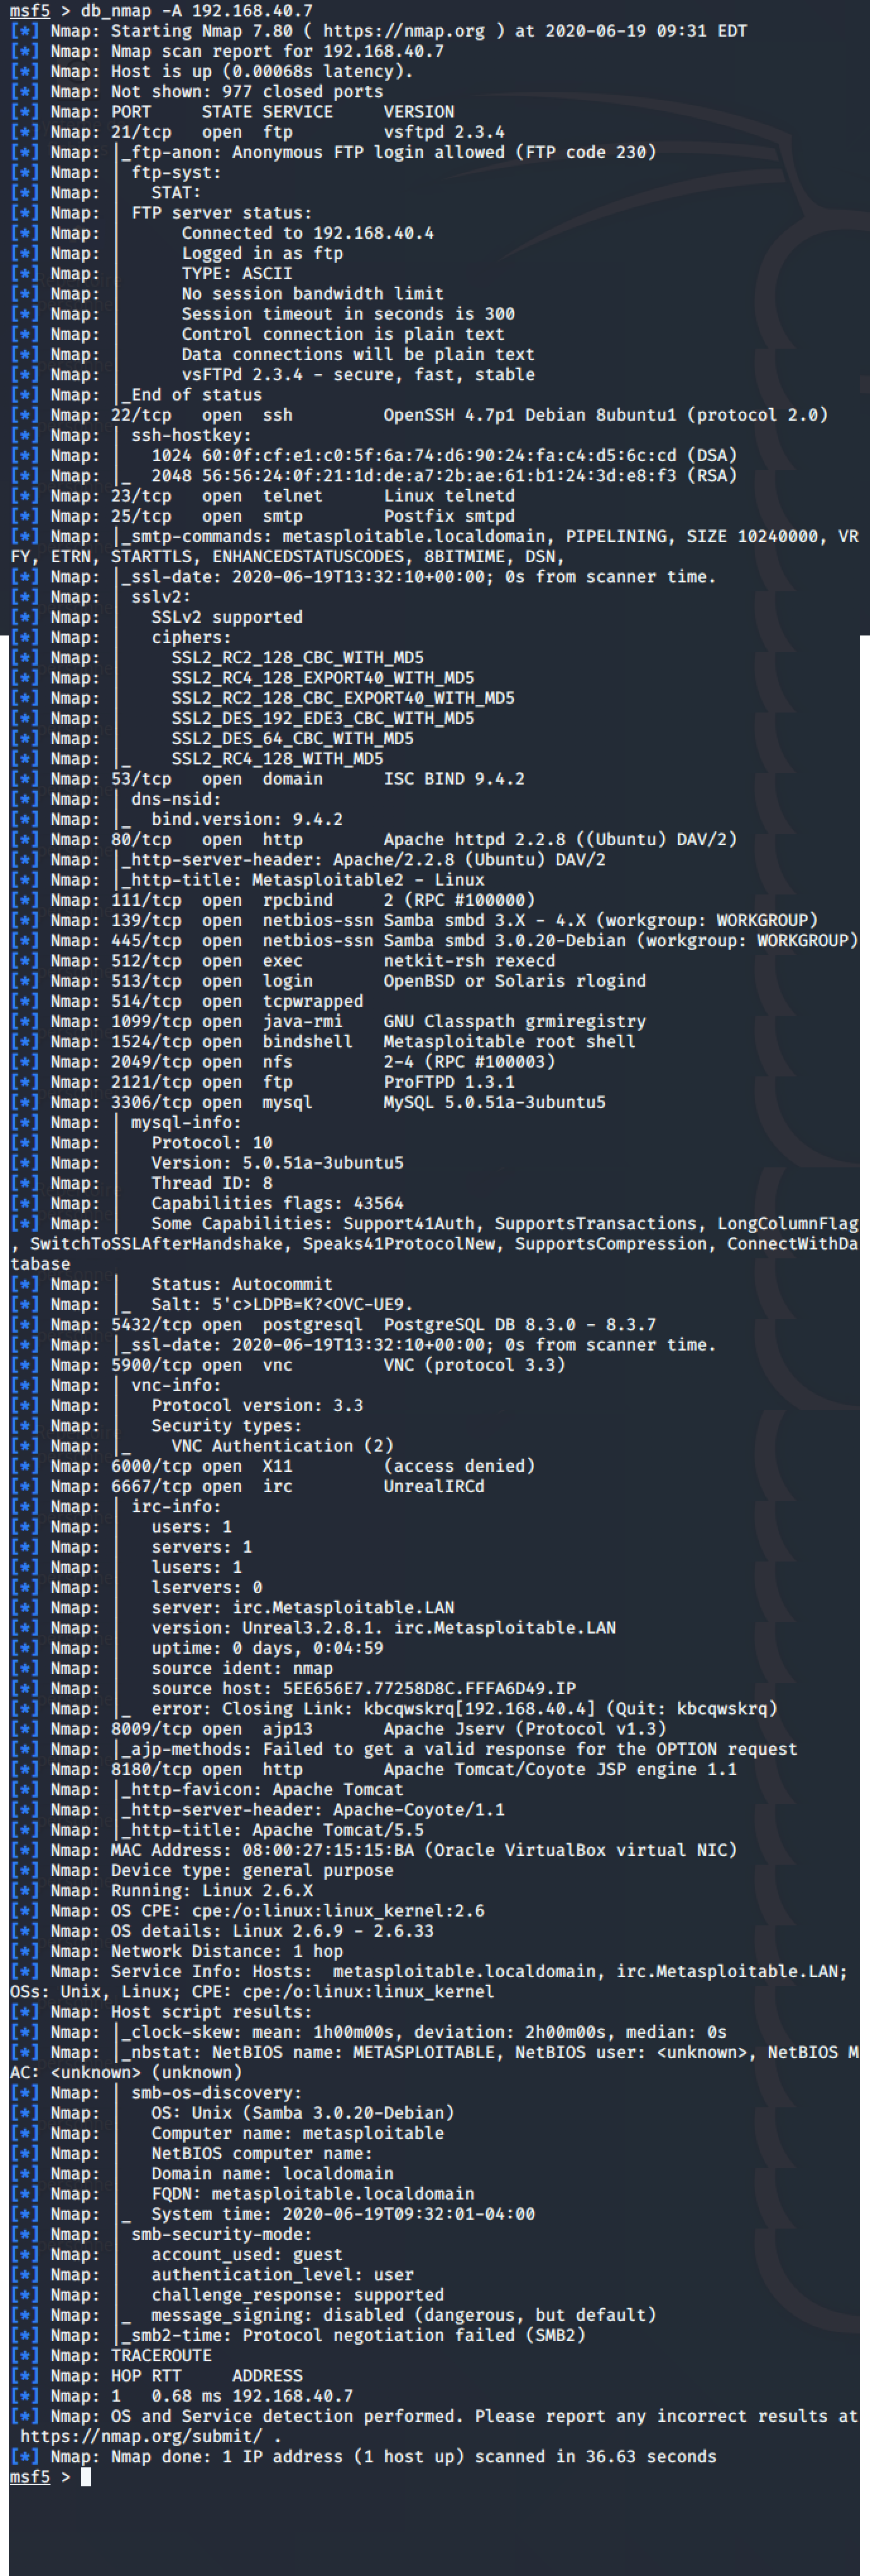 msf5 > db_nmap -A 192.168.40.7
[*] Nmap: Starting Nmap 7.80 ( https://nmap.org ) at 2020-06-19 09:31 EDT
[*] Nmap: Nmap scan report for 192.168.40.7
[*] Nmap: Host is up (0.00068s latency).
[*] Nmap: Not shown: 977 closed ports
[*] Nmap: PORT     STATE SERVICE     VERSION
[*] Nmap: 21/tcp   open  ftp         vsftpd 2.3.4
[*] Nmap: |_ftp-anon: Anonymous FTP login allowed (FTP code 230)
[*] Nmap: | ftp-syst:
[*] Nmap: |   STAT:
[*] Nmap: | FTP server status:
[*] Nmap: |      Connected to 192.168.40.4
[*] Nmap: |      Logged in as ftp
[*] Nmap: |      TYPE: ASCII
[*] Nmap: |      No session bandwidth limit
[*] Nmap: |      Session timeout in seconds is 300
[*] Nmap: |      Control connection is plain text
[*] Nmap: |      Data connections will be plain text
[*] Nmap: |      vsFTPd 2.3.4 - secure, fast, stable
[*] Nmap: |_End of status
[*] Nmap: 22/tcp   open  ssh         OpenSSH 4.7p1 Debian 8ubuntu1 (protocol 2.0)
[*] Nmap: | ssh-hostkey:
[*] Nmap: |   1024 60:0f:cf:e1:c0:5f:6a:74:d6:90:24:fa:c4:d5:6c:cd (DSA)
[*] Nmap: |_  2048 56:56:24:0f:21:1d:de:a7:2b:ae:61:b1:24:3d:e8:f3 (RSA)
[*] Nmap: 23/tcp   open  telnet      Linux telnetd
[*] Nmap: 25/tcp   open  smtp        Postfix smtpd
[*] Nmap: |_smtp-commands: metasploitable.localdomain, PIPELINING, SIZE 10240000, VR
FY, ETRN, STARTTLS, ENHANCEDSTATUSCODES, 8BITMIME, DSN,
[*] Nmap: |_ssl-date: 2020-06-19T13:32:10+00:00; 0s from scanner time.
[*] Nmap: | sslv2:
[*] Nmap: |   SSLv2 supported
[*] Nmap: |   ciphers:
[*] Nmap: |     SSL2_RC2_128_CBC_WITH_MD5
[*] Nmap: |     SSL2_RC4_128_EXPORT40_WITH_MD5
[*] Nmap: |     SSL2_RC2_128_CBC_EXPORT40_WITH_MD5
[*] Nmap: |     SSL2_DES_192_EDE3_CBC_WITH_MD5
[*] Nmap: |     SSL2_DES_64_CBC_WITH_MD5
[*] Nmap: |_    SSL2_RC4_128_WITH_MD5
[*] Nmap: 53/tcp   open  domain      ISC BIND 9.4.2
[*] Nmap: | dns-nsid:
[*] Nmap: |_  bind.version: 9.4.2
[*] Nmap: 80/tcp   open  http        Apache httpd 2.2.8 ((Ubuntu) DAV/2)
[*] Nmap: |_http-server-header: Apache/2.2.8 (Ubuntu) DAV/2
[*] Nmap: |_http-title: Metasploitable2 - Linux
[*] Nmap: 111/tcp  open  rpcbind     2 (RPC #100000)
[*] Nmap: 139/tcp  open  netbios-ssn Samba smbd 3.X - 4.X (workgroup: WORKGROUP)
[*] Nmap: 445/tcp  open  netbios-ssn Samba smbd 3.0.20-Debian (workgroup: WORKGROUP)
[*] Nmap: 512/tcp  open  exec        netkit-rsh rexecd
[*] Nmap: 513/tcp  open  login       OpenBSD or Solaris rlogind
[*] Nmap: 514/tcp  open  tcpwrapped
[*] Nmap: 1099/tcp open  java-rmi    GNU Classpath grmiregistry
[*] Nmap: 1524/tcp open  bindshell   Metasploitable root shell
[*] Nmap: 2049/tcp open  nfs         2-4 (RPC #100003)
[*] Nmap: 2121/tcp open  ftp         ProFTPD 1.3.1
[*] Nmap: 3306/tcp open  mysql       MySQL 5.0.51a-3ubuntu5
[*] Nmap: | mysql-info:
[*] Nmap: |   Protocol: 10
[*] Nmap: |   Version: 5.0.51a-3ubuntu5
[*] Nmap: |   Thread ID: 8
[*] Nmap: |   Capabilities flags: 43564
[*] Nmap: |   Some Capabilities: Support41Auth, SupportsTransactions, LongColumnFlag
, SwitchToSSLAfterHandshake, Speaks41ProtocolNew, SupportsCompression, ConnectWithDa
tabase
[*] Nmap: |   Status: Autocommit
[*] Nmap: |_  Salt: 5'c>LDPB=K?<OVC-UE9.
[*] Nmap: 5432/tcp open  postgresql  PostgreSQL DB 8.3.0 - 8.3.7
[*] Nmap: |_ssl-date: 2020-06-19T13:32:10+00:00; 0s from scanner time.
[*] Nmap: 5900/tcp open  vnc         VNC (protocol 3.3)
[*] Nmap: | vnc-info:
[*] Nmap: |   Protocol version: 3.3
[*] Nmap: |   Security types:
[*] Nmap: |_    VNC Authentication (2)
[*] Nmap: 6000/tcp open  X11         (access denied)
[*] Nmap: 6667/tcp open  irc         UnrealIRCd
[*] Nmap: | irc-info:
[*] Nmap: |   users: 1
[*] Nmap: |   servers: 1
[*] Nmap: |   lusers: 1
[*] Nmap: |   lservers: 0
[*] Nmap: |   server: irc.Metasploitable.LAN
[*] Nmap: |   version: Unreal3.2.8.1. irc.Metasploitable.LAN
[*] Nmap: |   uptime: 0 days, 0:04:59
[*] Nmap: |   source ident: nmap
[*] Nmap: |   source host: 5EE656E7.77258D8C.FFFA6D49.IP
[*] Nmap: |_  error: Closing Link: kbcqwskrq[192.168.40.4] (Quit: kbcqwskrq)
[*] Nmap: 8009/tcp open  ajp13       Apache Jserv (Protocol v1.3)
[*] Nmap: |_ajp-methods: Failed to get a valid response for the OPTION request
[*] Nmap: 8180/tcp open  http        Apache Tomcat/Coyote JSP engine 1.1
[*] Nmap: |_http-favicon: Apache Tomcat
[*] Nmap: |_http-server-header: Apache-Coyote/1.1
[*] Nmap: |_http-title: Apache Tomcat/5.5
[*] Nmap: MAC Address: 08:00:27:15:15:BA (Oracle VirtualBox virtual NIC)
[*] Nmap: Device type: general purpose
[*] Nmap: Running: Linux 2.6.X
[*] Nmap: OS CPE: cpe:/o:linux:linux_kernel:2.6
[*] Nmap: OS details: Linux 2.6.9 - 2.6.33
[*] Nmap: Network Distance: 1 hop
[*] Nmap: Service Info: Hosts:  metasploitable.localdomain, irc.Metasploitable.LAN;
OSs: Unix, Linux; CPE: cpe:/o:linux:linux_kernel
[*] Nmap: Host script results:
[*] Nmap: |_clock-skew: mean: 1h00m00s, deviation: 2h00m00s, median: 0s
[*] Nmap: |_nbstat: NetBIOS name: METASPLOITABLE, NetBIOS user: <unknown>, NetBIOS M
AC: <unknown> (unknown)
[*] Nmap: | smb-os-discovery:
[*] Nmap: |   OS: Unix (Samba 3.0.20-Debian)
[*] Nmap: |   Computer name: metasploitable
[*] Nmap: |   NetBIOS computer name:
[*] Nmap: |   Domain name: localdomain
[*] Nmap: |   FQDN: metasploitable.localdomain
[*] Nmap: |_  System time: 2020-06-19T09:32:01-04:00
[*] Nmap: | smb-security-mode:
[*] Nmap: |   account_used: guest
[*] Nmap: |   authentication_level: user
[*] Nmap: |   challenge_response: supported
[*] Nmap: |_  message_signing: disabled (dangerous, but default)
[*] Nmap: |_smb2-time: Protocol negotiation failed (SMB2)
[*] Nmap: TRACEROUTE
[*] Nmap: HOP RTT     ADDRESS
[*] Nmap: 1   0.68 ms 192.168.40.7
[*] Nmap: OS and Service detection performed. Please report any incorrect results at
 https://nmap.org/submit/ .
[*] Nmap: Nmap done: 1 IP address (1 host up) scanned in 36.63 seconds
msf5 >